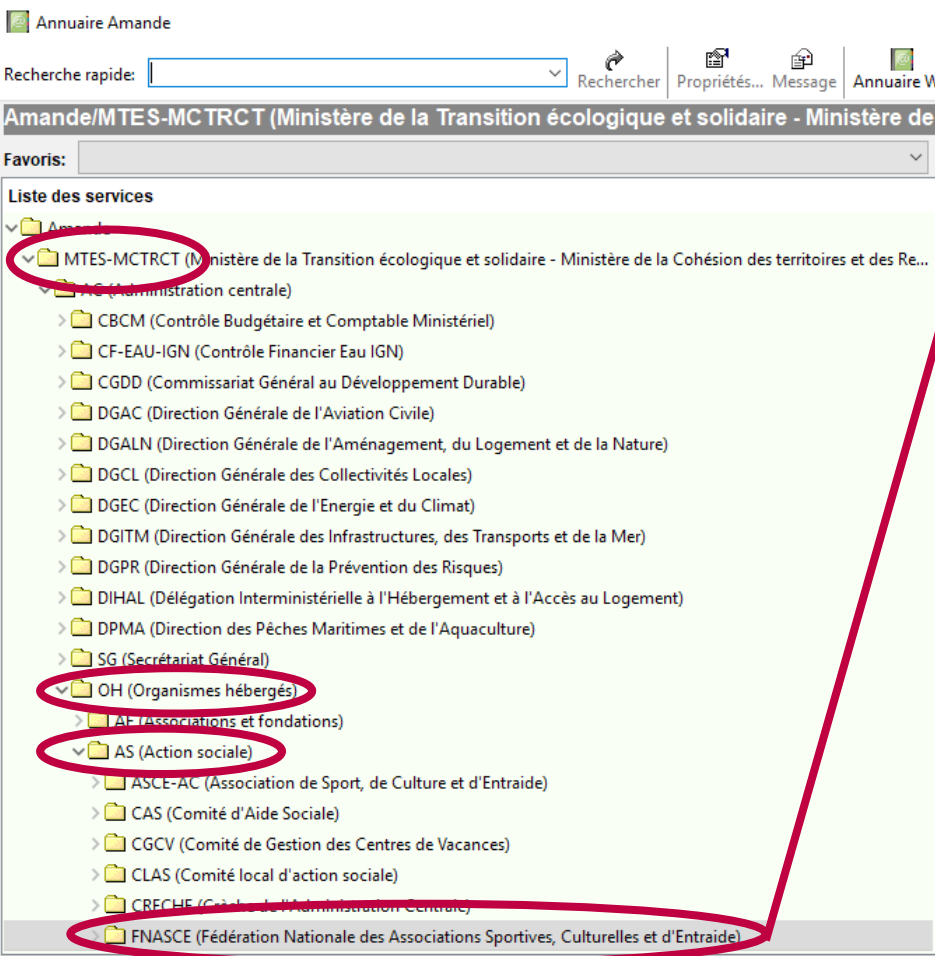 Annuaire Amande
Recherche rapide:
Rechercher
Propriétés... Message
Annuaire W
Amande/MTES-MCTRCT (Ministère de la Transition écologique et solidaire - Ministère de
Favoris:
Liste des services
Amande
MTES-MCTRCT (Ministère de la Transition écologique et solidaire - Ministère de la Cohésion des territoires et des Re...
AC (Administration centrale)
CBCM (Contrôle Budgétaire et Comptable Ministériel)
CF-EAU-IGN (Contrôle Financier Eau IGN)
CGDD (Commissariat Général au Développement Durable)
DGAC (Direction Générale de l'Aviation Civile)
DGALN (Direction Générale de l'Aménagement, du Logement et de la Nature)
DGCL (Direction Générale des Collectivités Locales)
DGEC (Direction Générale de l'Energie et du Climat)
DGITM (Direction Générale des Infrastructures, des Transports et de la Mer)
DGPR (Direction Générale de la Prévention des Risques)
DIHAL (Délégation Interministérielle à l'Hébergement et à l'Accès au Logement)
DPMA (Direction des Pêches Maritimes et de l'Aquaculture)
SG (Secrétariat Général)
OH (Organismes hébergés)
AF (Associations et fondations)
AS (Action sociale)
ASCE-AC (Association de Sport, de Culture et d'Entraide)
CAS (Comité d'Aide Sociale)
CGCV (Comité de Gestion des Centres de Vacances)
CLAS (Comité local d'action sociale)
CRECHE (Crèche de l'Administration Centrale)
FNASCE (Fédération Nationale des Associations Sportives, Culturelles et d'Entraide)